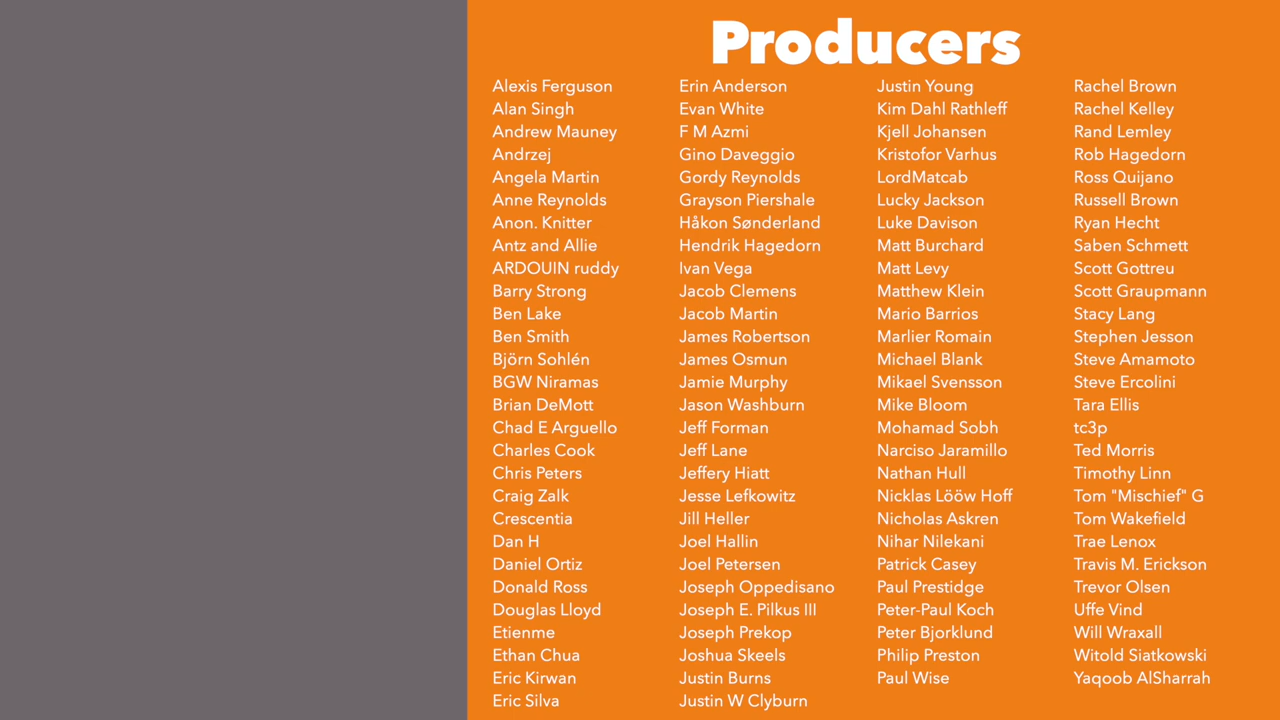 Producers
Alexis Ferguson
Alan Singh
Andrew Mauney
Andrzej
Angela Martin
Anne Reynolds
Anon. Knitter
Antz and Allie
ARDOUIN ruddy
Barry Strong
Ben Lake
Ben Smith
Björn Sohlén
BGW Niramas
Brian DeMott
Chad E Arguello
Charles Cook
Chris Peters
Craig Zalk
Crescentia
Dan H
Daniel Ortiz
Donald Ross
Douglas Lloyd
Etienme
Ethan Chua
Eric Kirwan
Eric Silva
Erin Anderson
Evan White
F M Azmi
Gino Daveggio
Gordy Reynolds
Grayson Piershale
Håkon Sønderland
Hendrik Hagedorn
Ivan Vega
Jacob Clemens
Jacob Martin
James Robertson
James Osmun
Jamie Murphy
Jason Washburn
Jeff Forman
Jeff Lane
Jeffery Hiatt
Jesse Lefkowitz
Jill Heller
Joel Hallin
Joel Petersen
Joseph Oppedisano
Joseph E. Pilkus III
Joseph Prekop
Joshua Skeels
Justin Burns
Justin W Clyburn
Justin Young
Kim Dahl Rathleff
Kjell Johansen
Kristofor Varhus
LordMatcab
Lucky Jackson
Luke Davison
Matt Burchard
Matt Levy
Matthew Klein
Mario Barrios
Marlier Romain
Michael Blank
Mikael Svensson
Mike Bloom
Mohamad Sobh
Narciso Jaramillo
Nathan Hull
Nicklas Lööw Hoff
Nicholas Askren
Nihar Nilekani
Patrick Casey
Paul Prestidge
Peter-Paul Koch
Peter Bjorklund
Philip Preston
Paul Wise
Rachel Brown
Rachel Kelley
Rand Lemley
Rob Hagedorn
Ross Quijano
Russell Brown
Ryan Hecht
Saben Schmett
Scott Gottreu
Scott Graupmann
Stacy Lang
Stephen Jesson
Steve Amamoto
Steve Ercolini
Tara Ellis
tc3p
Ted Morris
Timothy Linn
Tom "Mischief" G
Tom Wakefield
Trae Lenox
Travis M. Erickson
Trevor Olsen
Uffe Vind
Will Wraxall
Witold Siatkowski
Yaqoob AlSharrah